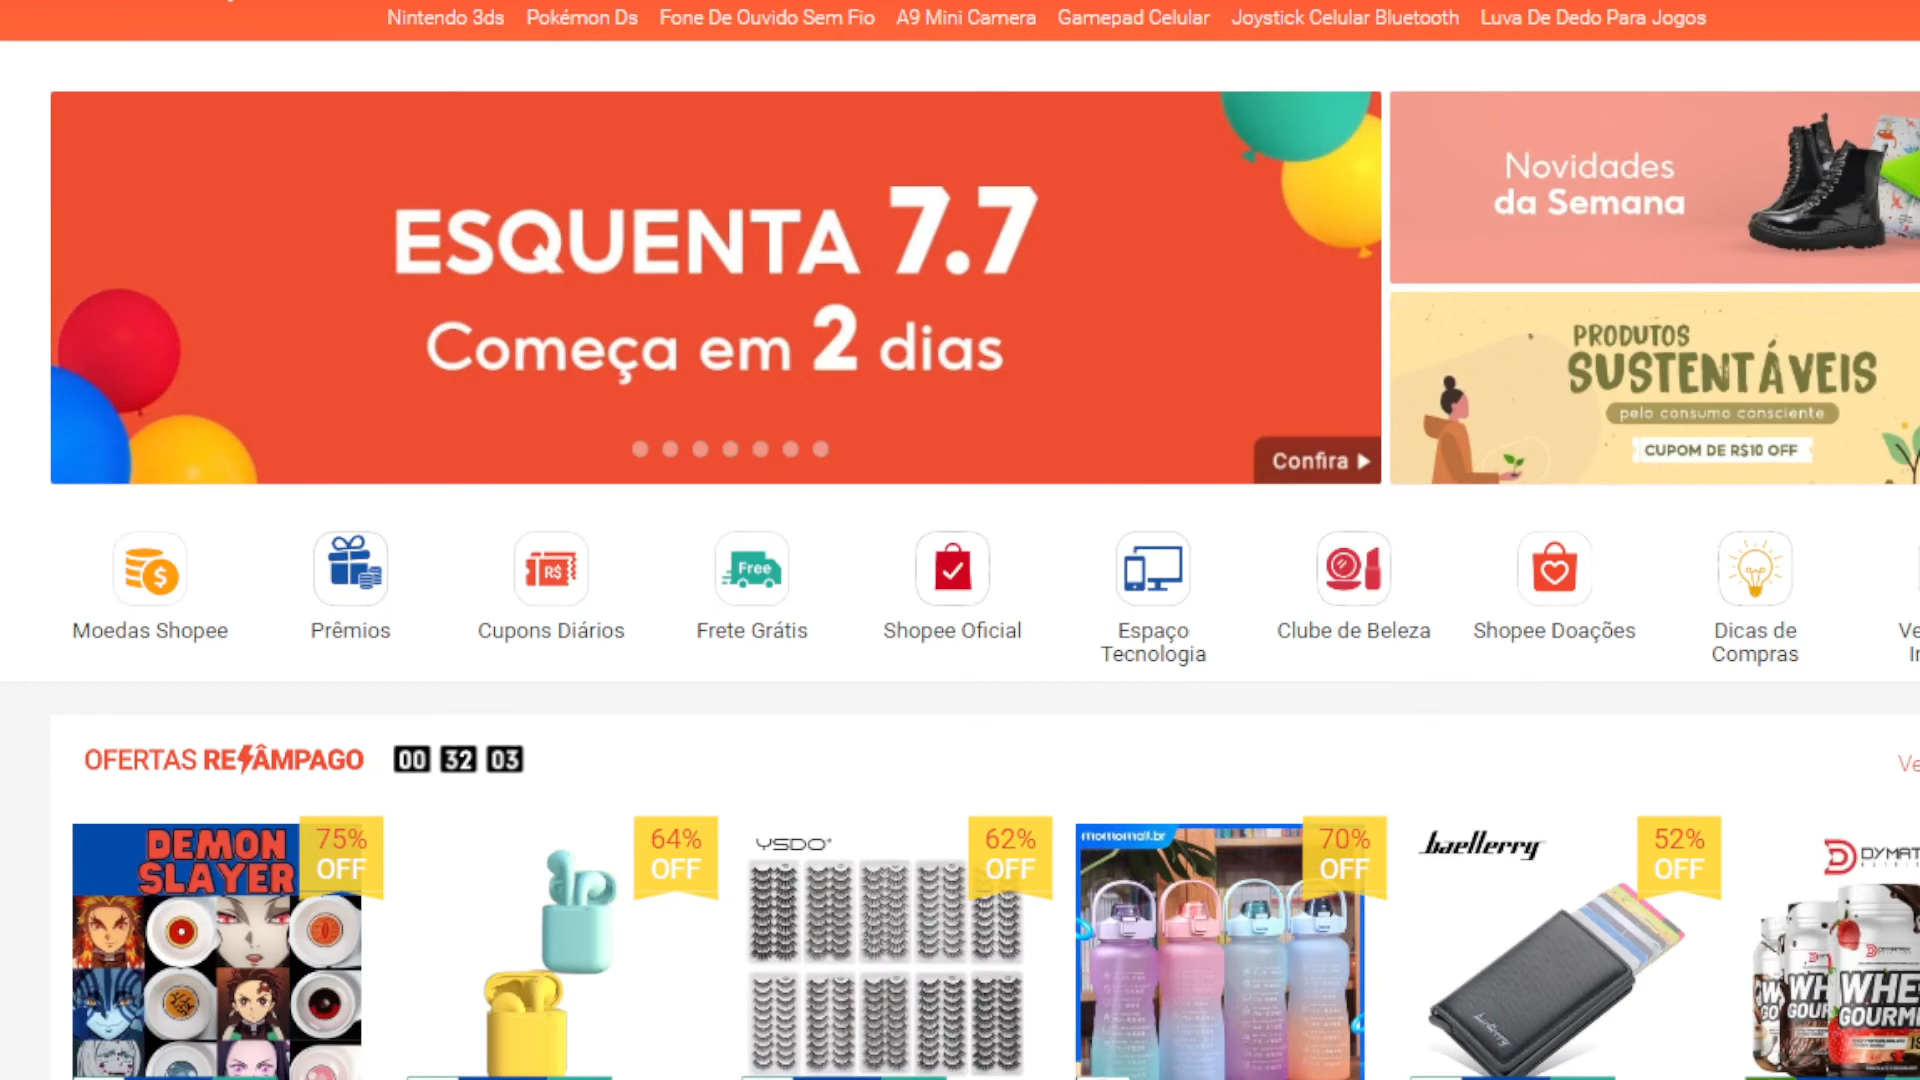 Nintendo 3ds Pokémon Ds Fone De Ouvido Sem Fio A9 Mini Camera Gamepad Celular Joystick Celular Bluetooth Luva De Dedo Para Jogos
ESQUENTA 7.7
Começa em 2 dias
Confira
Novidades
da Semana
PRODUTOS
SUSTENTÁVEIS
pelo consumo consciente
CUPOM DE R$10 OFF
R$
Free
Moedas Shopee
Prêmios
Cupons Diários
Frete Grátis
Shopee Oficial
Espaço
Tecnologia
Clube de Beleza
Shopee Doações
Dicas de
Compras
OFERTAS RELÂMPAGO 00 32 03
DEMON
SLAYER
75%
OFF
64%
OFF
YSDO®
62%
OFF
momomall.br
70%
OFF
baellerry
52%
OFF